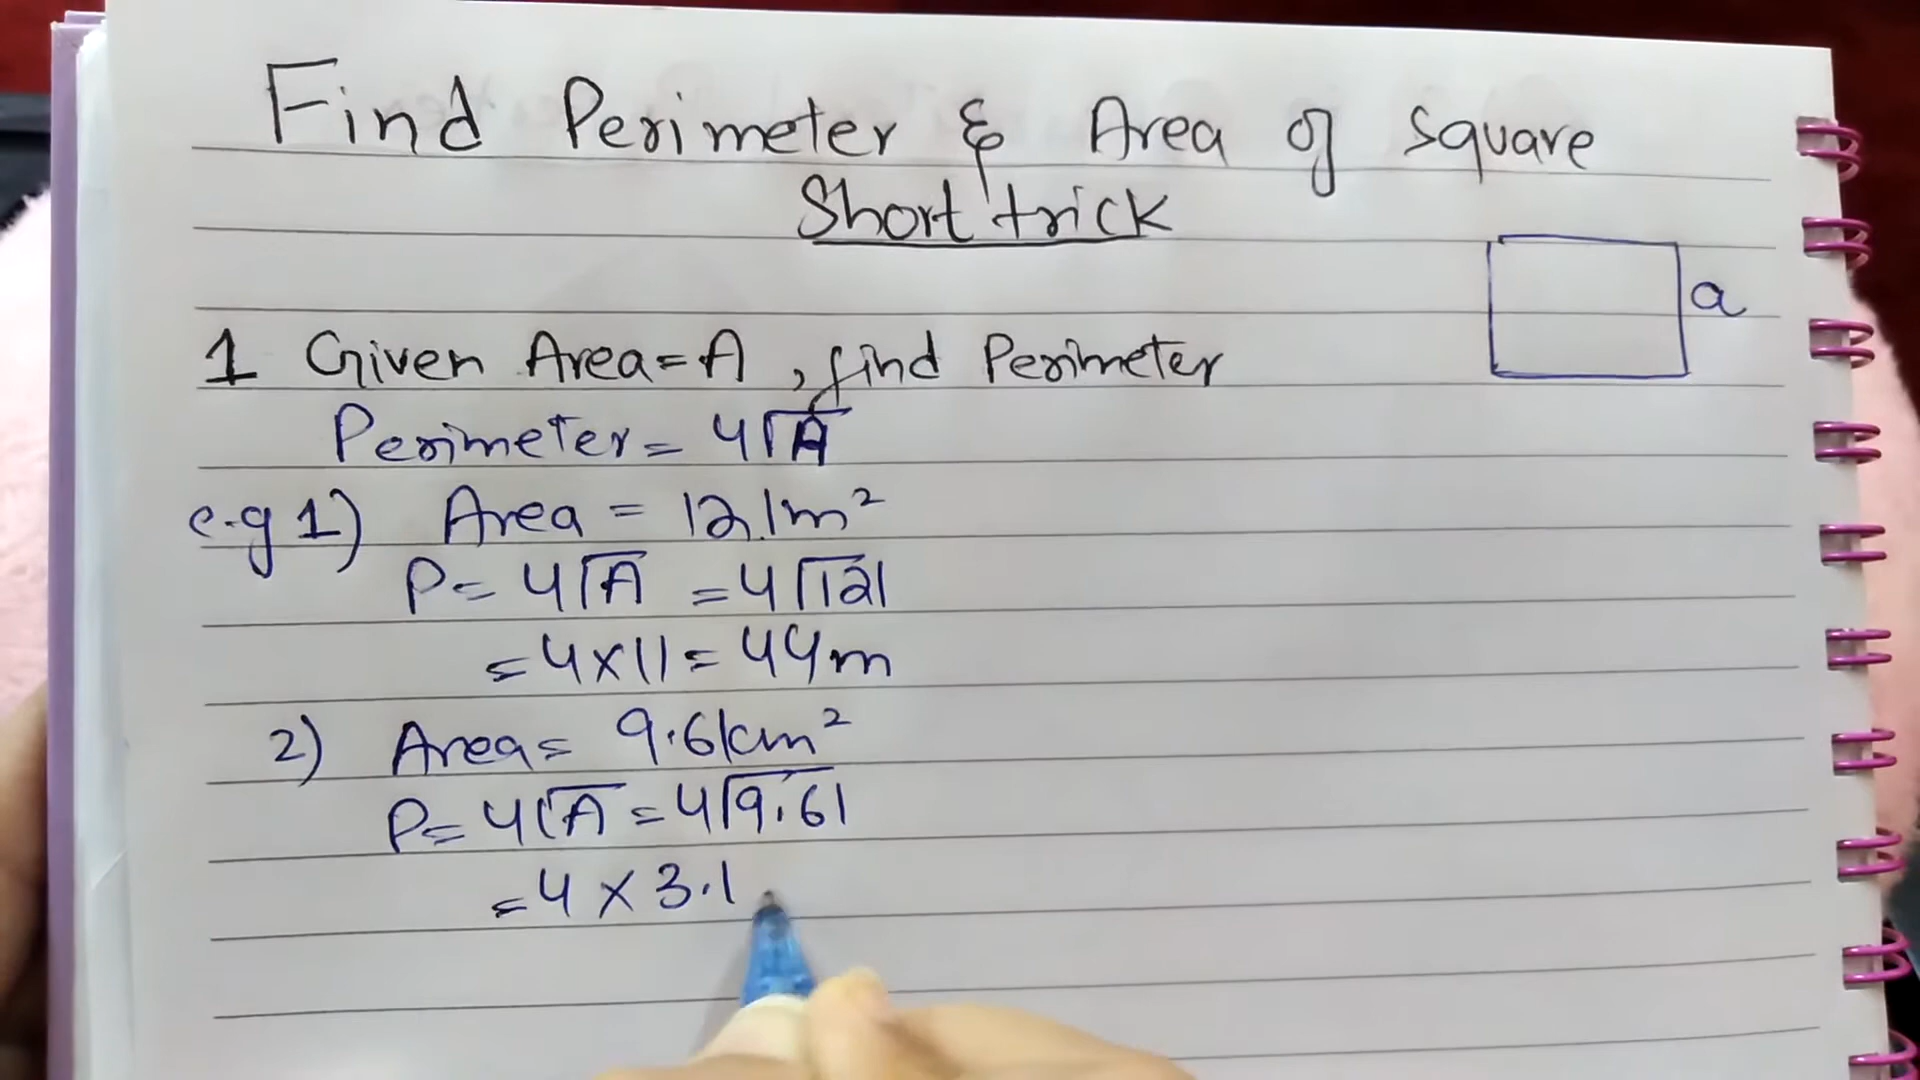 Find Perimeter & Area of square
Short trick
a
1 Given Area = A, find Perimeter
Perimeter = 4√A
e.g 1) Area = 121m²
P = 4√A = 4√121
= 4×11 = 44m
2) Area = 9.61cm²
P = 4√A = 4√9.61
= 4 × 3.1